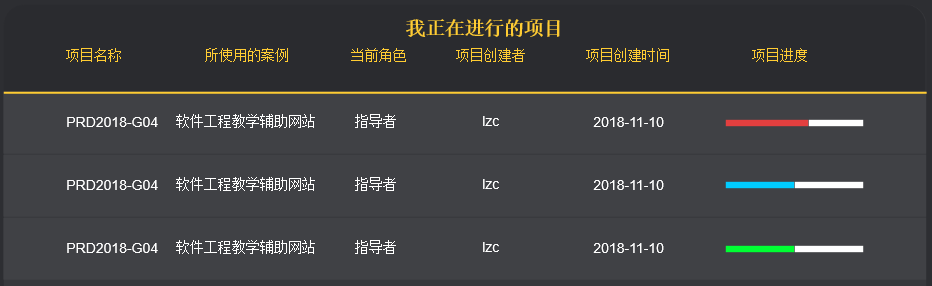 我正在进行的项目
项目名称 所使用的案例 当前角色 项目创建者 项目创建时间 项目进度
PRD2018-G04 软件工程教学辅助网站 指导者 lzc 2018-11-10
PRD2018-G04 软件工程教学辅助网站 指导者 lzc 2018-11-10
PRD2018-G04 软件工程教学辅助网站 指导者 lzc 2018-11-10